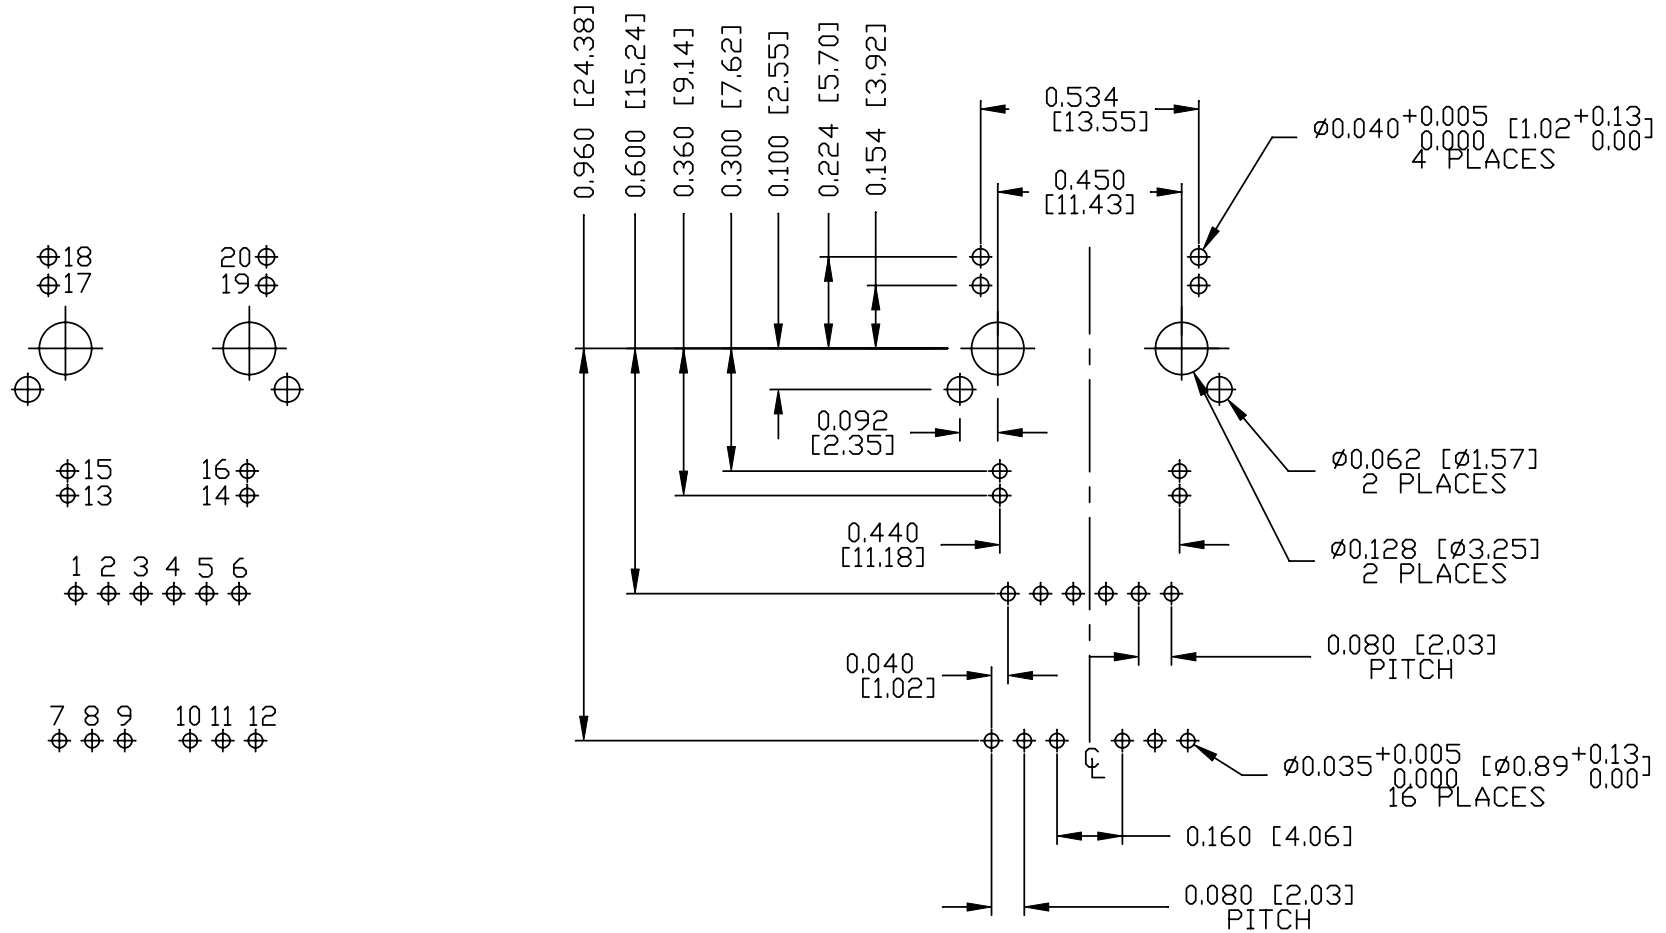 0.960 [24.38]
0.600 [15.24]
0.360 [9.14]
0.300 [7.62]
0.100 [2.55]
0.224 [5.70]
0.154 [3.92]
0.534
[13.55]
ø0.040 +0.005 [1.02 +0.13]
0.000 0.00
4 PLACES
0.450
[11.43]
18
20
17
19
0.092
[2.35]
15
16
13
14
ø0.062 [ø1.57]
2 PLACES
0.440
[11.18]
ø0.128 [ø3.25]
2 PLACES
1 2 3 4 5 6
0.080 [2.03]
PITCH
0.040
[1.02]
7 8 9 10 11 12
CL
ø0.035 +0.005 [ø0.89 +0.13]
0.000 0.00
16 PLACES
0.160 [4.06]
0.080 [2.03]
PITCH